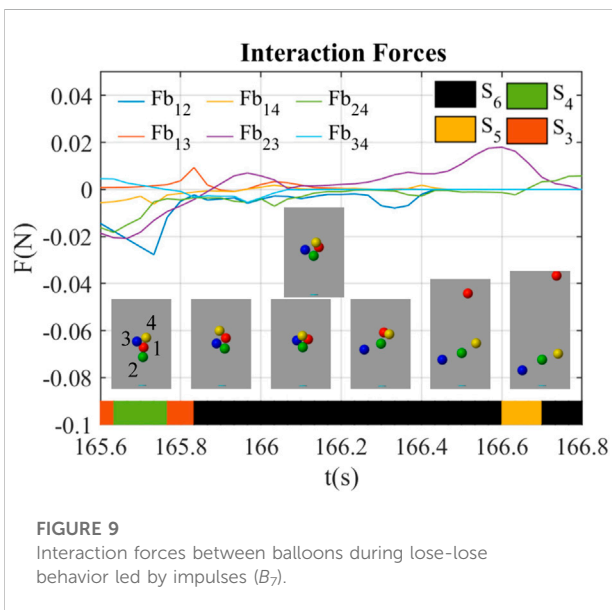 Interaction Forces
0.04
0.02
0
-0.02
-0.04
-0.06
-0.08
-0.1
F(N)
Fb12 Fb14 Fb24
Fb13 Fb23 Fb34
S6 S4
S5 S3
4
3
1
2
165.6 165.8 166 166.2 166.4 166.6 166.8
t(s)
FIGURE 9
Interaction forces between balloons during lose-lose
behavior led by impulses (B7).